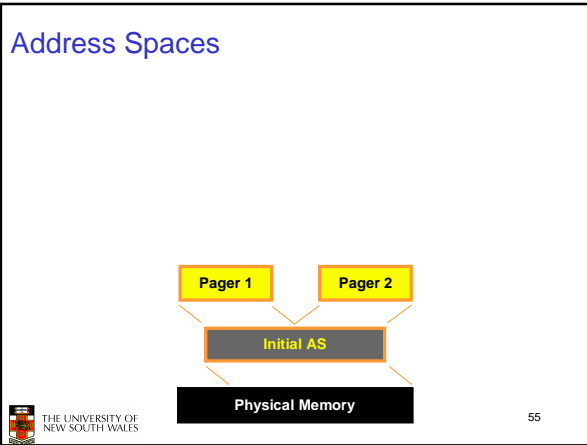 Address Spaces
Pager 1
Pager 2
Initial AS
Physical Memory
THE UNIVERSITY OF
NEW SOUTH WALES
55